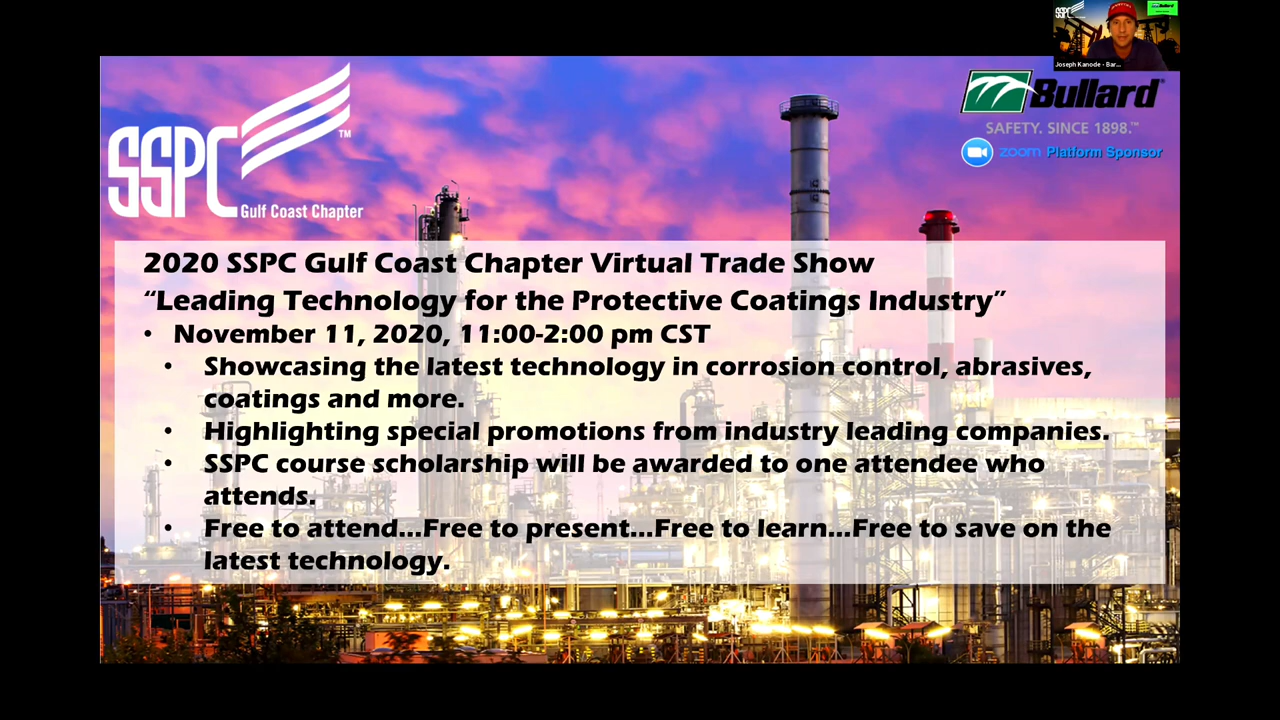 SSPC
Bullard
Joseph Kanode - Bar...
SSPC™
Gulf Coast Chapter
Bullard®
SAFETY. SINCE 1898.™
zoom Platform Sponsor
2020 SSPC Gulf Coast Chapter Virtual Trade Show
“Leading Technology for the Protective Coatings Industry”
• November 11, 2020, 11:00-2:00 pm CST
• Showcasing the latest technology in corrosion control, abrasives,
coatings and more.
• Highlighting special promotions from industry leading companies.
• SSPC course scholarship will be awarded to one attendee who
attends.
• Free to attend...Free to present...Free to learn...Free to save on the
latest technology.